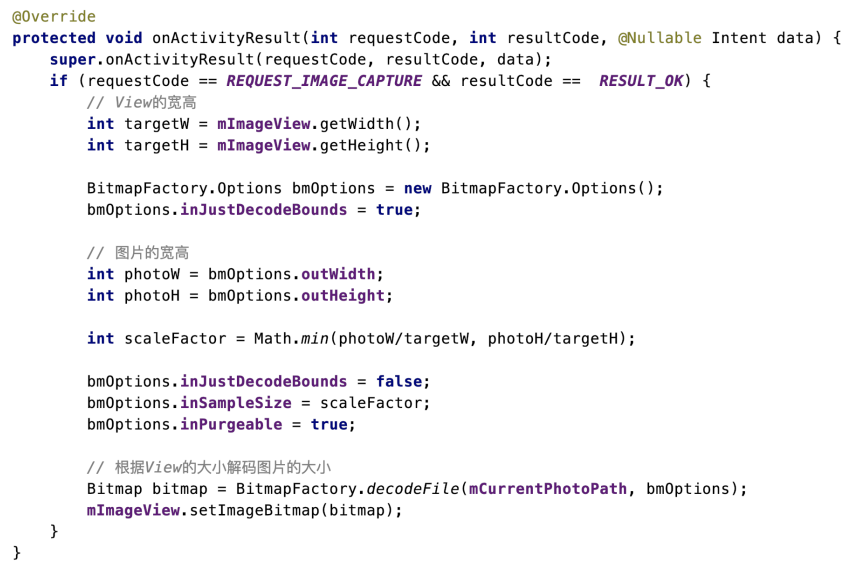 @Override
protected void onActivityResult(int requestCode, int resultCode, @Nullable Intent data) {
    super.onActivityResult(requestCode, resultCode, data);
    if (requestCode == REQUEST_IMAGE_CAPTURE && resultCode ==  RESULT_OK) {
        // View的宽高
        int targetW = mImageView.getWidth();
        int targetH = mImageView.getHeight();

        BitmapFactory.Options bmOptions = new BitmapFactory.Options();
        bmOptions.inJustDecodeBounds = true;

        // 图片的宽高
        int photoW = bmOptions.outWidth;
        int photoH = bmOptions.outHeight;

        int scaleFactor = Math.min(photoW/targetW, photoH/targetH);

        bmOptions.inJustDecodeBounds = false;
        bmOptions.inSampleSize = scaleFactor;
        bmOptions.inPurgeable = true;

        // 根据View的大小解码图片的大小
        Bitmap bitmap = BitmapFactory.decodeFile(mCurrentPhotoPath, bmOptions);
        mImageView.setImageBitmap(bitmap);
    }
}